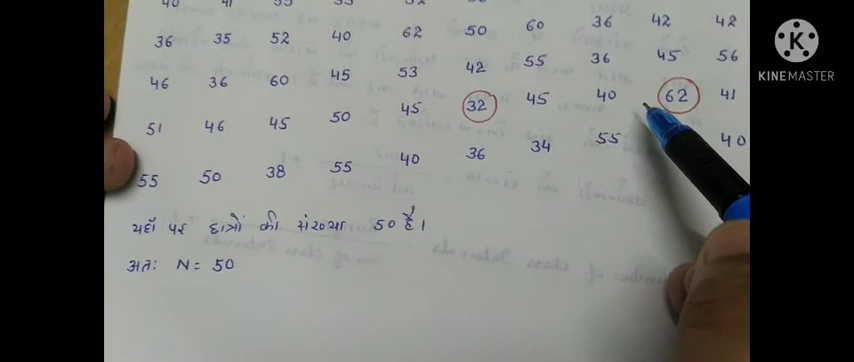 36 35 52 40 62 50 60 36 42 42
46 36 60 45 53 42 55 36 45 56
51 46 45 50 45 32 45 40 62 41
55 50 38 55 40 36 34 55 40
यहाँ पर छात्रों की संख्या 50 है।
अतः N = 50
KINEMASTER